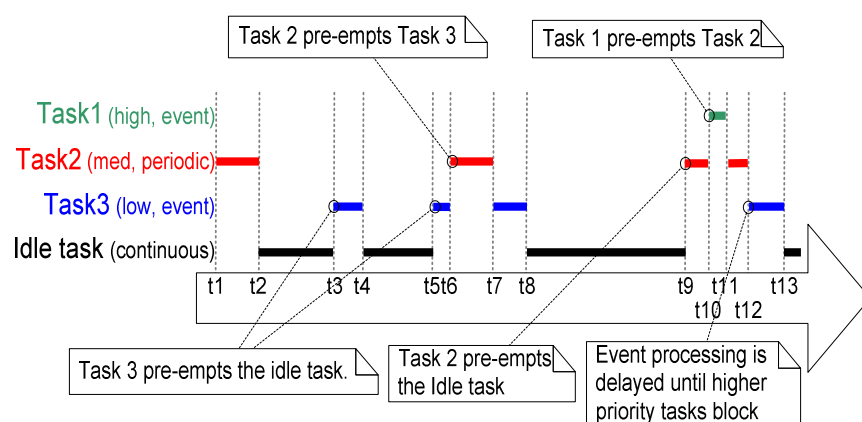 Task 2 pre-empts Task 3
Task 1 pre-empts Task 2
Task1 (high, event)
Task2 (med, periodic)
Task3 (low, event)
Idle task (continuous)
t1 t2 t3 t4 t5 t6 t7 t8 t9 t11 t13
t10 t12
Task 3 pre-empts the idle task.
Task 2 pre-empts
the Idle task
Event processing is
delayed until higher
priority tasks block